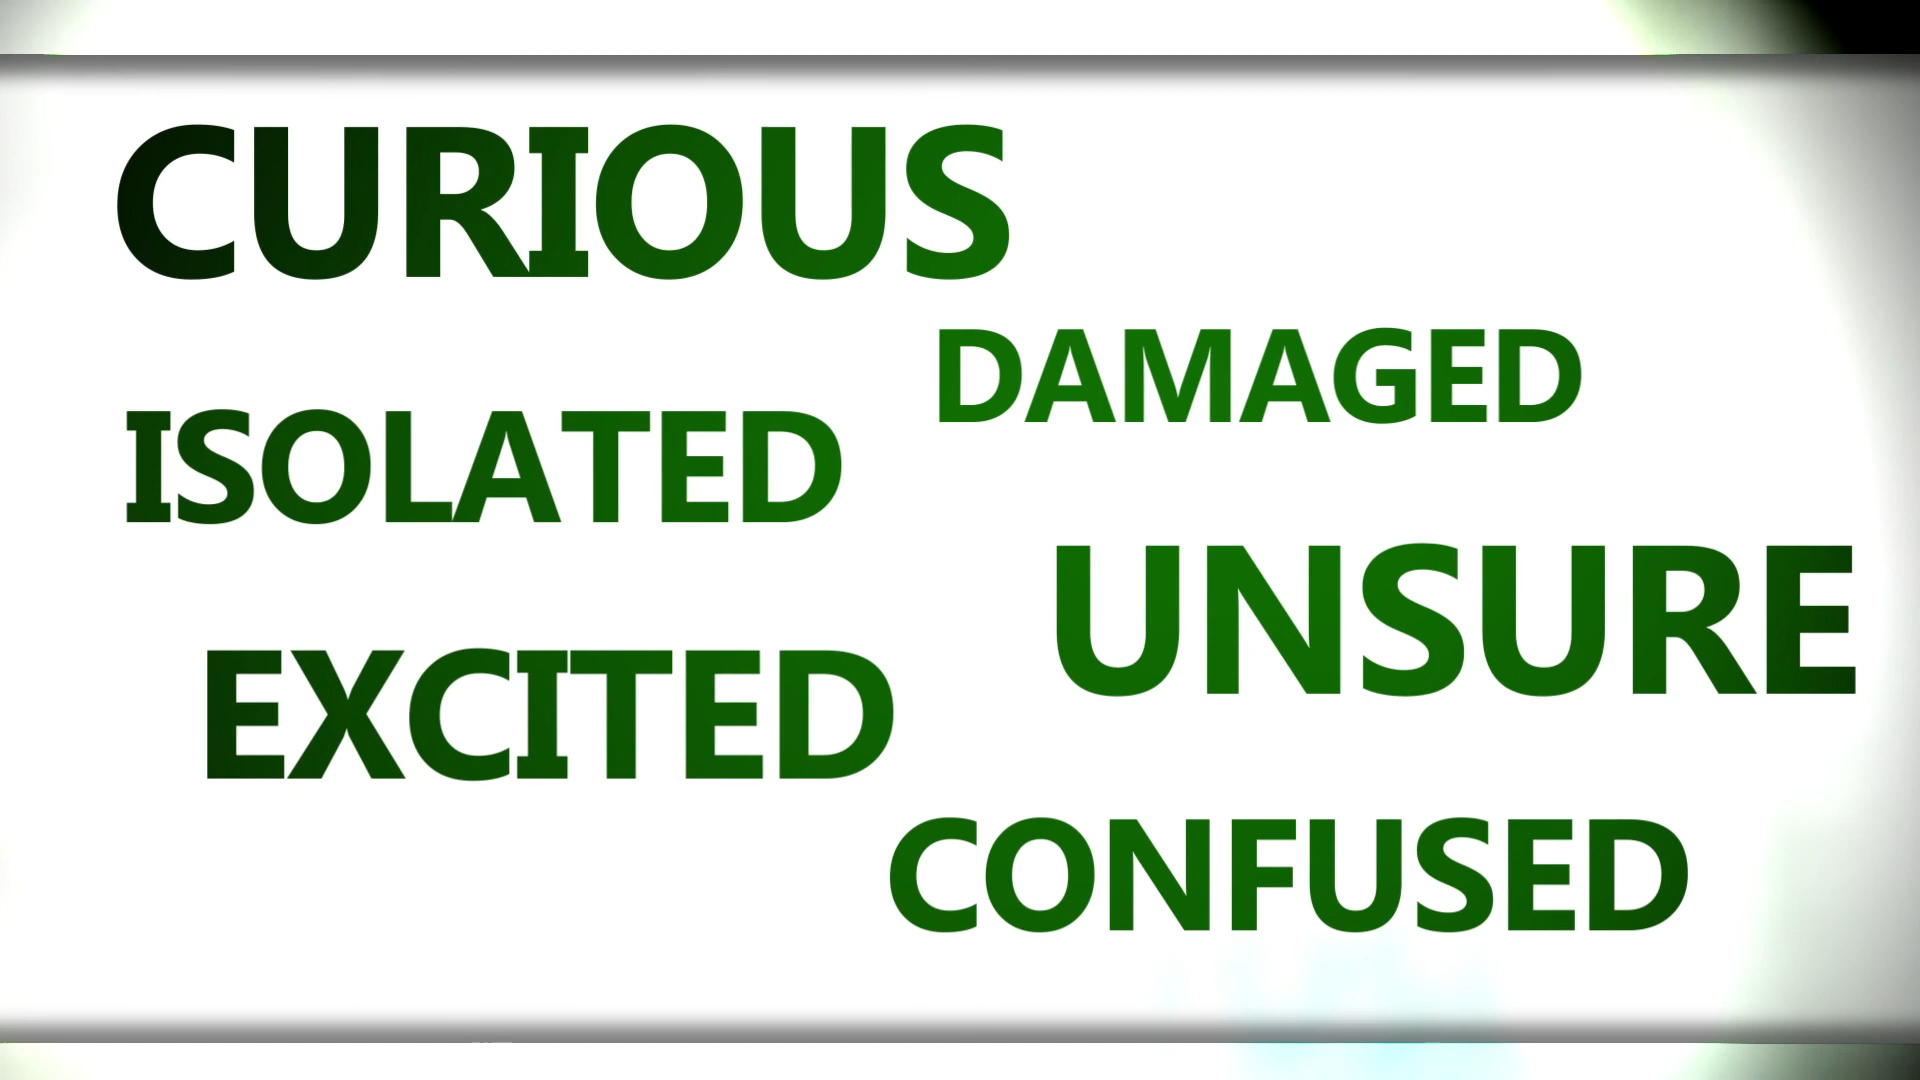 CURIOUS
DAMAGED
ISOLATED
UNSURE
EXCITED
CONFUSED